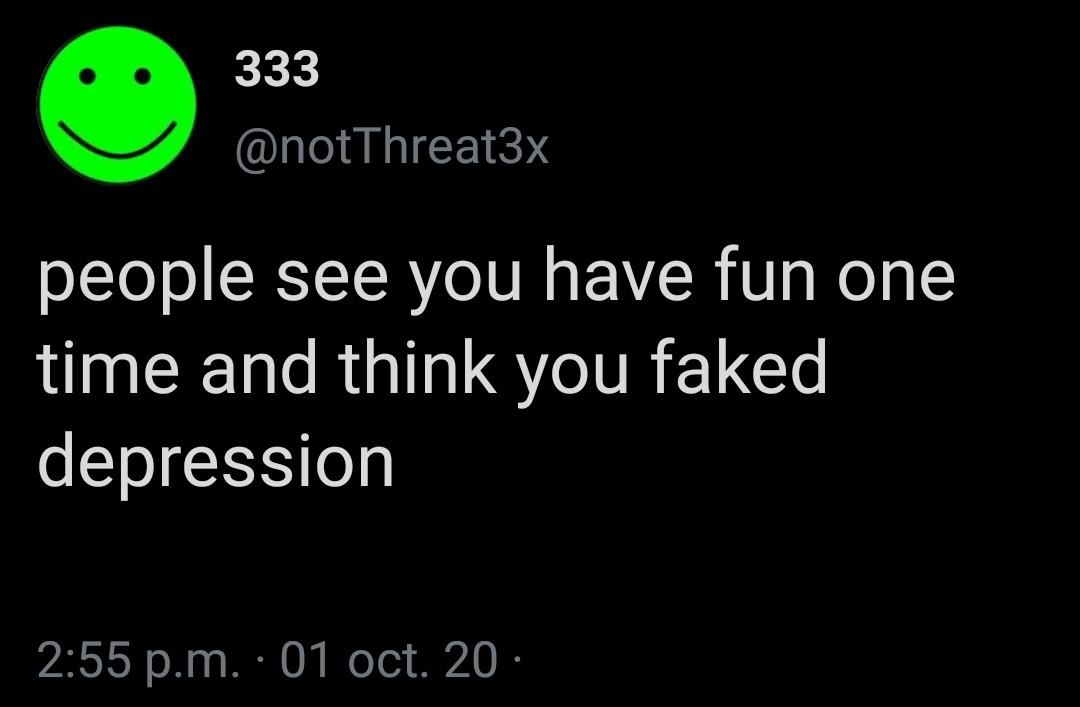 333
@notThreat3x
people see you have fun one
time and think you faked
depression
2:55 p.m. · 01 oct. 20 ·